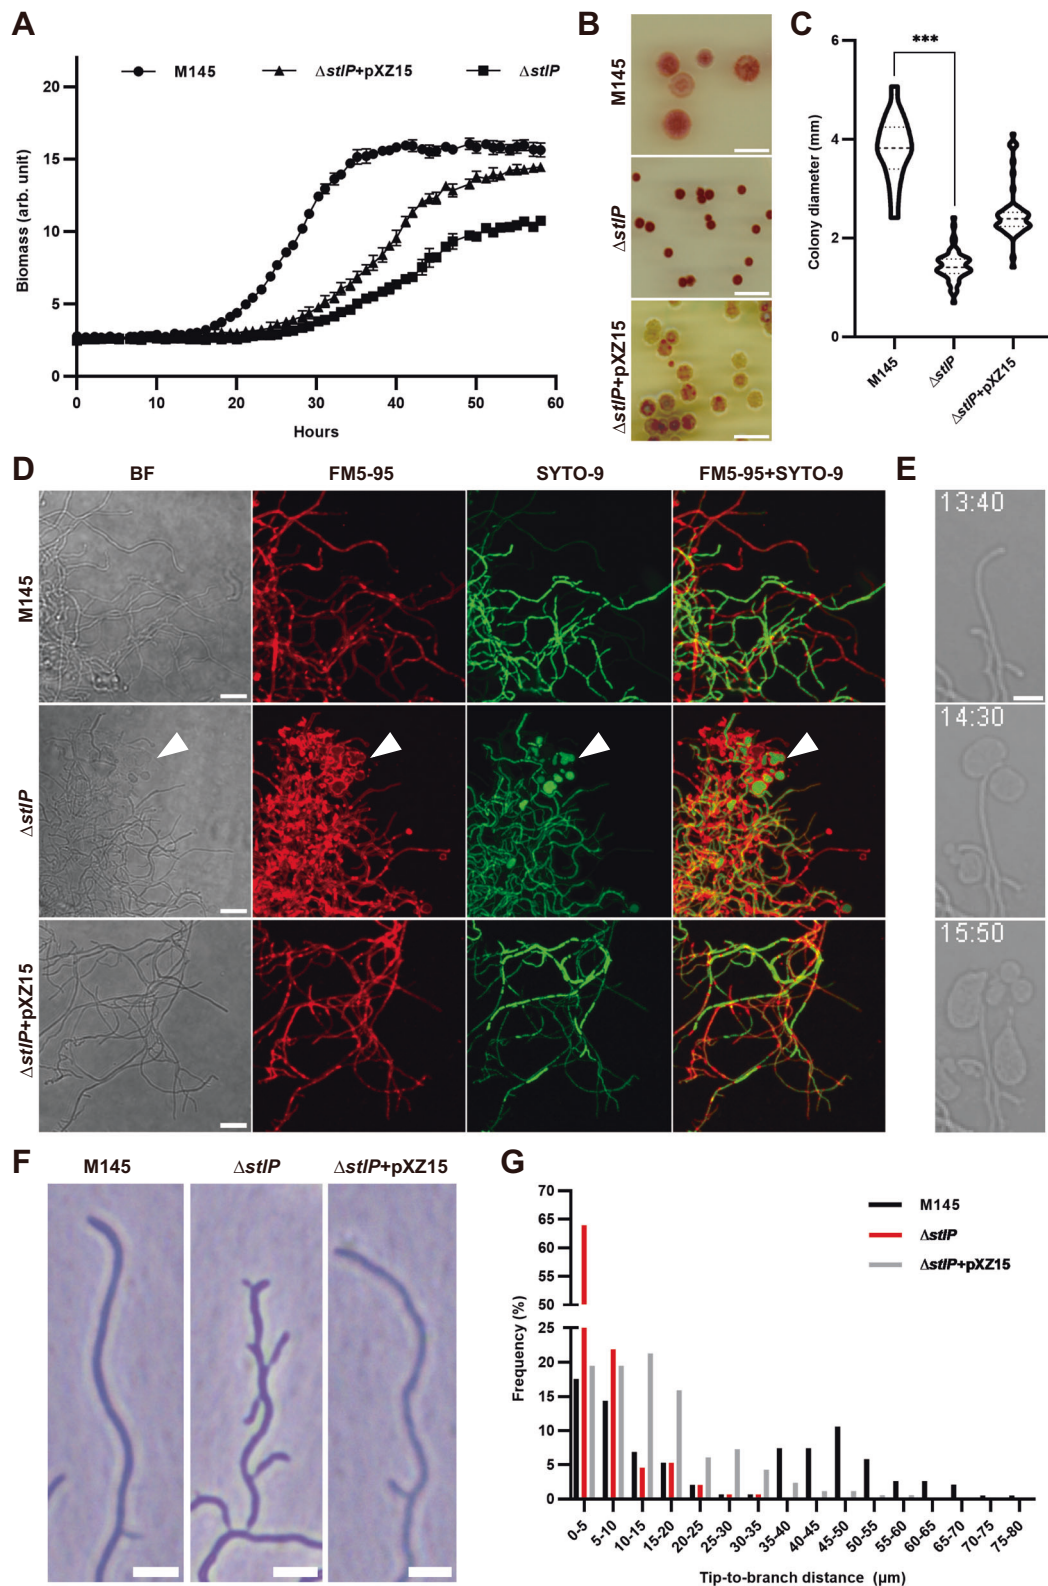 A
M145
ΔstlP+pXZ15
ΔstlP
Biomass (arb. unit)
20
15
10
5
0
0 10 20 30 40 50 60
Hours
B
M145
ΔstlP
ΔstlP+pXZ15
C
***
Colony diameter (mm)
6
4
2
0
M145
ΔstlP
ΔstlP+pXZ15
D
BF FM5-95 SYTO-9 FM5-95+SYTO-9
M145
ΔstlP
ΔstlP+pXZ15
E
13:40
14:30
15:50
F
M145 ΔstlP ΔstlP+pXZ15
G
M145
ΔstlP
ΔstlP+pXZ15
Frequency (%)
70
65
60
55
50
25
20
15
10
5
0
0-5 5-10 10-15 15-20 20-25 25-30 30-35 35-40 40-45 45-50 50-55 55-60 60-65 65-70 70-75 75-80
Tip-to-branch distance (µm)